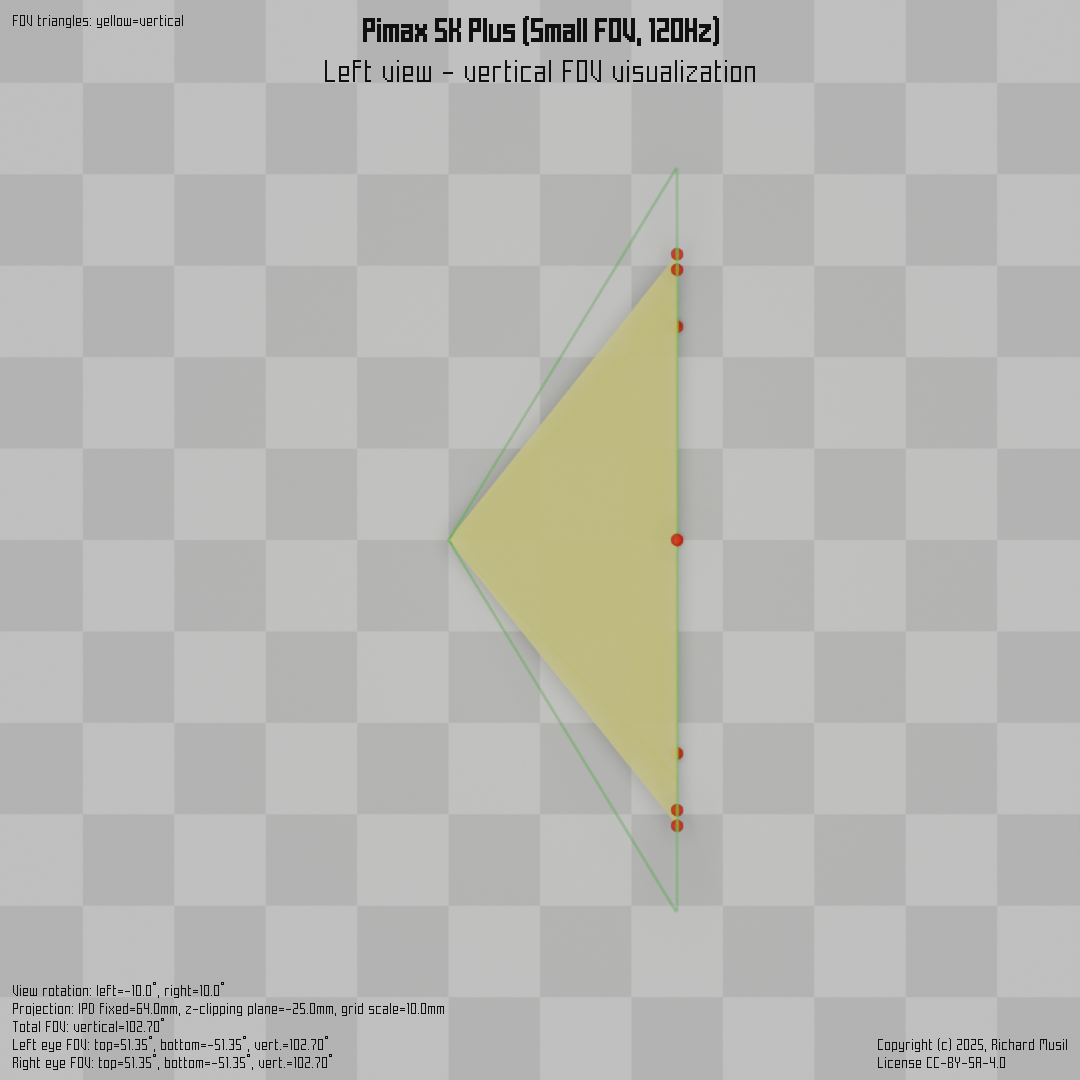 FOV triangles: yellow=vertical
Pimax 5K Plus (Small FOV, 120Hz)
Left view - vertical FOV visualization
View rotation: left=-10.0°, right=10.0°
Projection: IPD fixed=64.0mm, z-clipping plane=-25.0mm, grid scale=10.0mm
Total FOV: vertical=102.70°
Left eye FOV: top=51.35°, bottom=-51.35°, vert.=102.70°
Right eye FOV: top=51.35°, bottom=-51.35°, vert.=102.70°
Copyright (c) 2025, Richard Musil
License CC-BY-SA-4.0